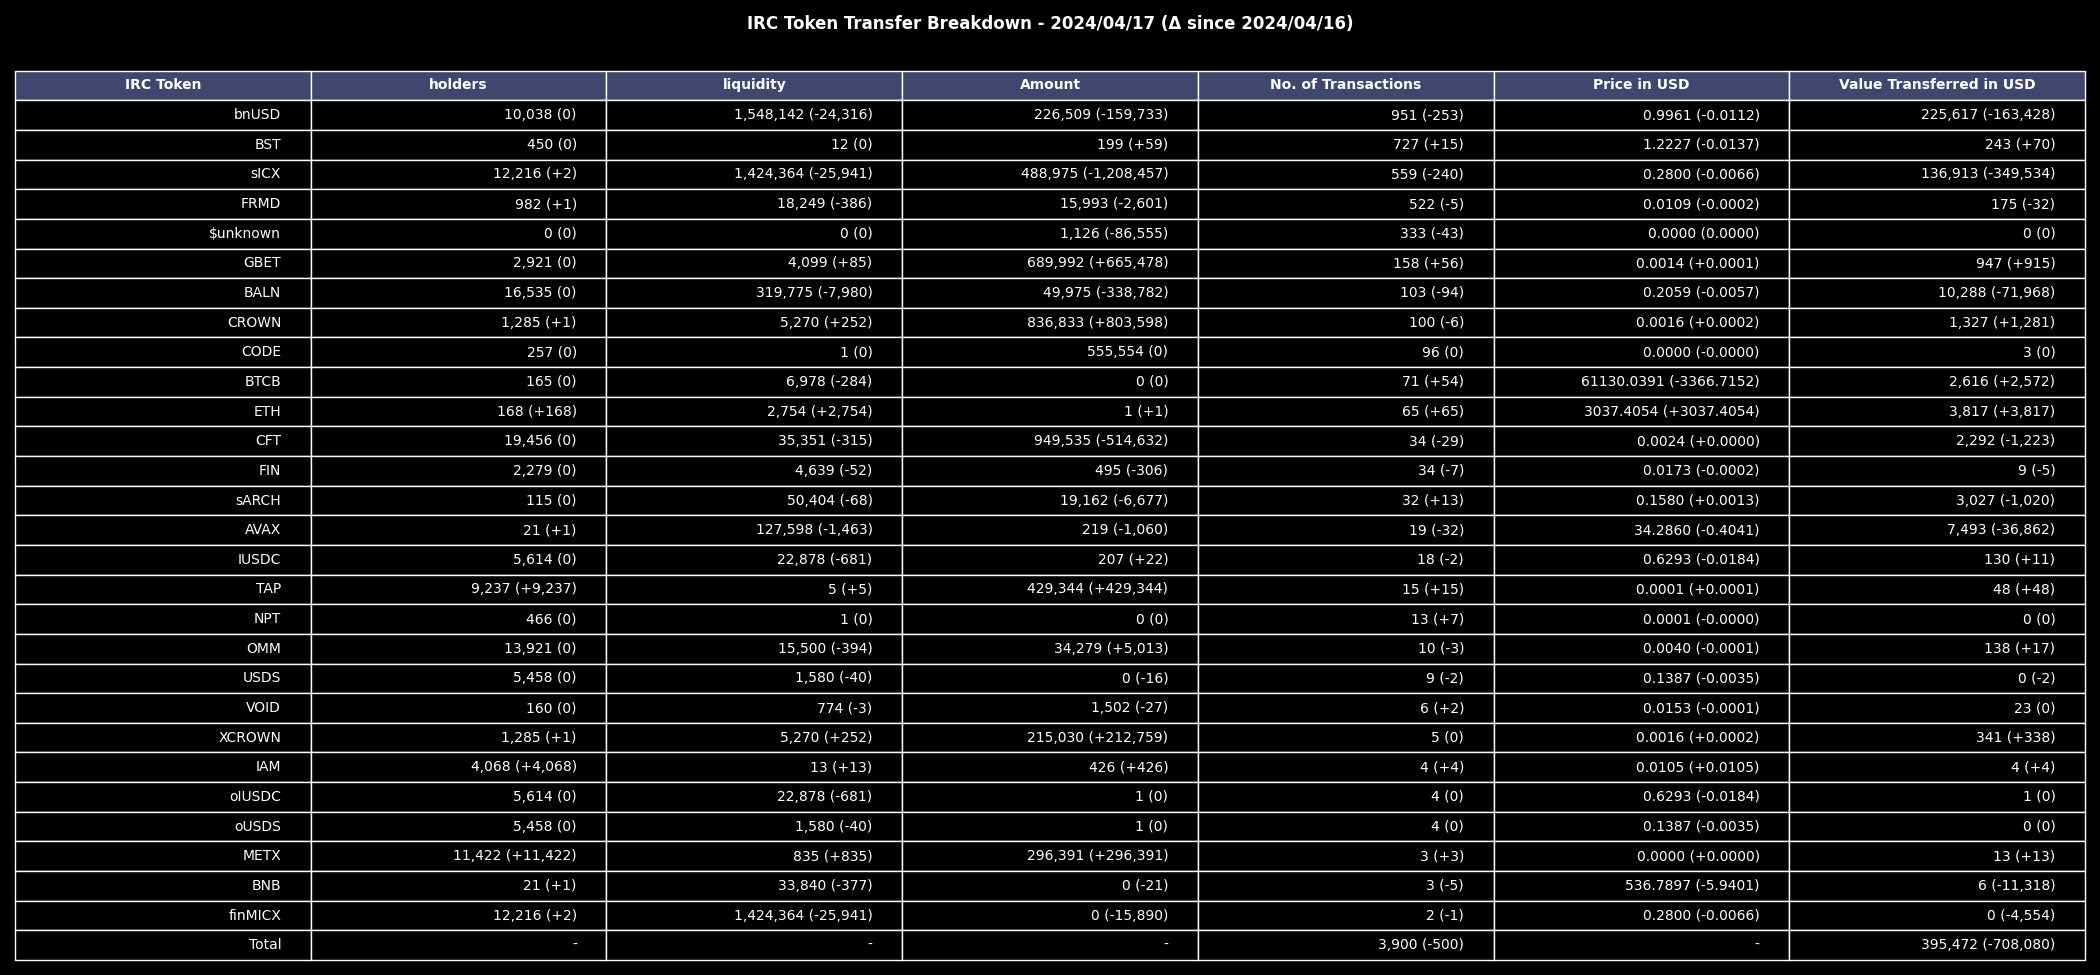 IRC Token Transfer Breakdown - 2024/04/17 (Δ since 2024/04/16)
IRC Token holders liquidity Amount No. of Transactions Price in USD Value Transferred in USD
bnUSD 10,038 (0) 1,548,142 (-24,316) 226,509 (-159,733) 951 (-253) 0.9961 (-0.0112) 225,617 (-163,428)
BST 450 (0) 12 (0) 199 (+59) 727 (+15) 1.2227 (-0.0137) 243 (+70)
sICX 12,216 (+2) 1,424,364 (-25,941) 488,975 (-1,208,457) 559 (-240) 0.2800 (-0.0066) 136,913 (-349,534)
FRMD 982 (+1) 18,249 (-386) 15,993 (-2,601) 522 (-5) 0.0109 (-0.0002) 175 (-32)
$unknown 0 (0) 0 (0) 1,126 (-86,555) 333 (-43) 0.0000 (0.0000) 0 (0)
GBET 2,921 (0) 4,099 (+85) 689,992 (+665,478) 158 (+56) 0.0014 (+0.0001) 947 (+915)
BALN 16,535 (0) 319,775 (-7,980) 49,975 (-338,782) 103 (-94) 0.2059 (-0.0057) 10,288 (-71,968)
CROWN 1,285 (+1) 5,270 (+252) 836,833 (+803,598) 100 (-6) 0.0016 (+0.0002) 1,327 (+1,281)
CODE 257 (0) 1 (0) 555,554 (0) 96 (0) 0.0000 (-0.0000) 3 (0)
BTCB 165 (0) 6,978 (-284) 0 (0) 71 (+54) 61130.0391 (-3366.7152) 2,616 (+2,572)
ETH 168 (+168) 2,754 (+2,754) 1 (+1) 65 (+65) 3037.4054 (+3037.4054) 3,817 (+3,817)
CFT 19,456 (0) 35,351 (-315) 949,535 (-514,632) 34 (-29) 0.0024 (+0.0000) 2,292 (-1,223)
FIN 2,279 (0) 4,639 (-52) 495 (-306) 34 (-7) 0.0173 (-0.0002) 9 (-5)
sARCH 115 (0) 50,404 (-68) 19,162 (-6,677) 32 (+13) 0.1580 (+0.0013) 3,027 (-1,020)
AVAX 21 (+1) 127,598 (-1,463) 219 (-1,060) 19 (-32) 34.2860 (-0.4041) 7,493 (-36,862)
IUSDC 5,614 (0) 22,878 (-681) 207 (+22) 18 (-2) 0.6293 (-0.0184) 130 (+11)
TAP 9,237 (+9,237) 5 (+5) 429,344 (+429,344) 15 (+15) 0.0001 (+0.0001) 48 (+48)
NPT 466 (0) 1 (0) 0 (0) 13 (+7) 0.0001 (-0.0000) 0 (0)
OMM 13,921 (0) 15,500 (-394) 34,279 (+5,013) 10 (-3) 0.0040 (-0.0001) 138 (+17)
USDS 5,458 (0) 1,580 (-40) 0 (-16) 9 (-2) 0.1387 (-0.0035) 0 (-2)
VOID 160 (0) 774 (-3) 1,502 (-27) 6 (+2) 0.0153 (-0.0001) 23 (0)
XCROWN 1,285 (+1) 5,270 (+252) 215,030 (+212,759) 5 (0) 0.0016 (+0.0002) 341 (+338)
IAM 4,068 (+4,068) 13 (+13) 426 (+426) 4 (+4) 0.0105 (+0.0105) 4 (+4)
oIUSDC 5,614 (0) 22,878 (-681) 1 (0) 4 (0) 0.6293 (-0.0184) 1 (0)
oUSDS 5,458 (0) 1,580 (-40) 1 (0) 4 (0) 0.1387 (-0.0035) 0 (0)
METX 11,422 (+11,422) 835 (+835) 296,391 (+296,391) 3 (+3) 0.0000 (+0.0000) 13 (+13)
BNB 21 (+1) 33,840 (-377) 0 (-21) 3 (-5) 536.7897 (-5.9401) 6 (-11,318)
finMICX 12,216 (+2) 1,424,364 (-25,941) 0 (-15,890) 2 (-1) 0.2800 (-0.0066) 0 (-4,554)
Total - - - 3,900 (-500) - 395,472 (-708,080)